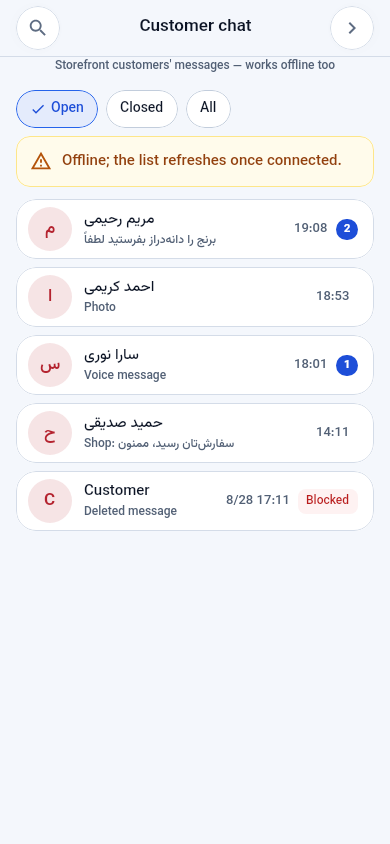 Customer chat
Storefront customers' messages — works offline too
Open
Closed
All
Offline; the list refreshes once connected.
م
مریم رحیمی
19:08
2
برنج را دانه‌دراز بفرستید لطفاً
ا
احمد کریمی
18:53
Photo
س
سارا نوری
18:01
1
Voice message
ح
حمید صدیقی
14:11
Shop: سفارش‌تان رسید، ممنون
C
Customer
8/28 17:11
Blocked
Deleted message